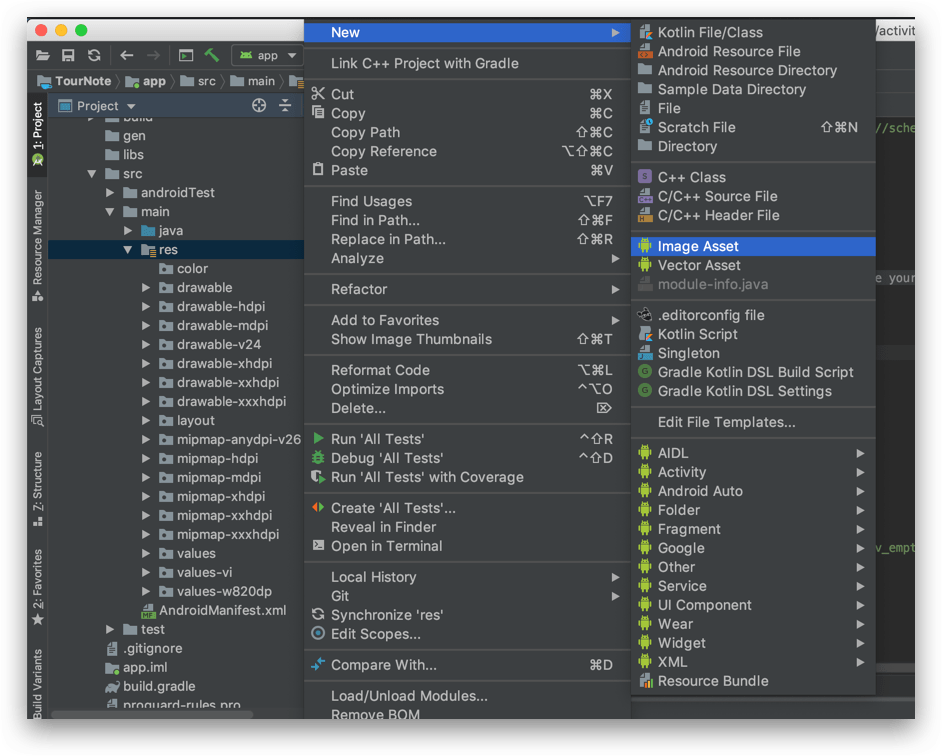 app
/activit
TourNote
app
src
main
Project
1: Project
Resource Manager
Layout Captures
Z: Structure
2: Favorites
Build Variants
build
gen
libs
src
androidTest
main
java
res
color
drawable
drawable-hdpi
drawable-mdpi
drawable-v24
drawable-xhdpi
drawable-xxhdpi
drawable-xxxhdpi
layout
mipmap-anydpi-v26
mipmap-hdpi
mipmap-mdpi
mipmap-xhdpi
mipmap-xxhdpi
mipmap-xxxhdpi
values
values-vi
values-w820dp
AndroidManifest.xml
test
.gitignore
app.iml
build.gradle
proguard-rules.pro
New
Link C++ Project with Gradle
Cut ⌘X
Copy ⌘C
Copy Path ⇧⌘C
Copy Reference ⌥⇧⌘C
Paste ⌘V
Find Usages ⌥F7
Find in Path... ⇧⌘F
Replace in Path... ⇧⌘R
Analyze
Refactor
Add to Favorites
Show Image Thumbnails ⇧⌘T
Reformat Code ⌥⌘L
Optimize Imports ^⌥O
Delete... ⌦
Run 'All Tests' ^⇧R
Debug 'All Tests' ^⇧D
Run 'All Tests' with Coverage
Create 'All Tests'...
Reveal in Finder
Open in Terminal
Local History
Git
Synchronize 'res'
Edit Scopes...
Compare With... ⌘D
Load/Unload Modules...
Remove BOM
Kotlin File/Class
Android Resource File
Android Resource Directory
Sample Data Directory
File
Scratch File ⇧⌘N
Directory
C++ Class
C/C++ Source File
C/C++ Header File
Image Asset
Vector Asset
module-info.java
.editorconfig file
Kotlin Script
Singleton
Gradle Kotlin DSL Build Script
Gradle Kotlin DSL Settings
Edit File Templates...
AIDL
Activity
Android Auto
Folder
Fragment
Google
Other
Service
UI Component
Wear
Widget
XML
Resource Bundle
//sche
e your
v_empt